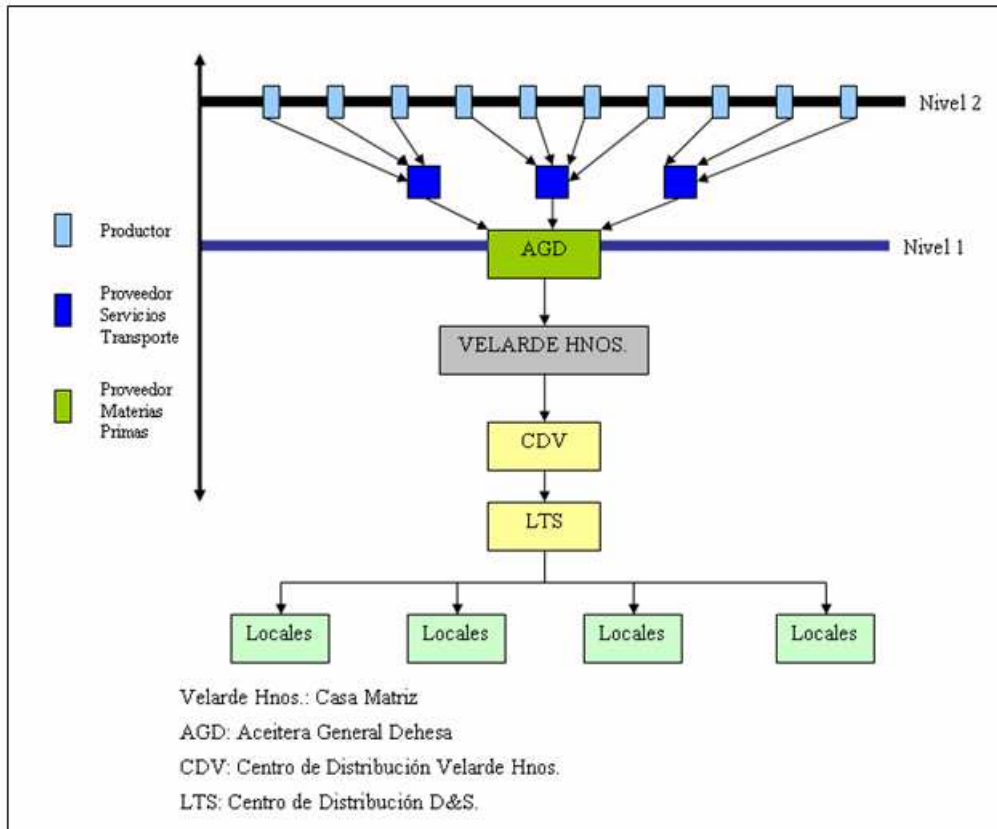 Nivel 2
Productor
AGD
Nivel 1
Proveedor
Servicios
Transporte
VELARDE HNOS.
Proveedor
Materias
Primas
CDV
LTS
Locales
Locales
Locales
Locales
Velarde Hnos.: Casa Matriz
AGD: Aceitera General Dehesa
CDV: Centro de Distribución Velarde Hnos.
LTS: Centro de Distribución D&S.